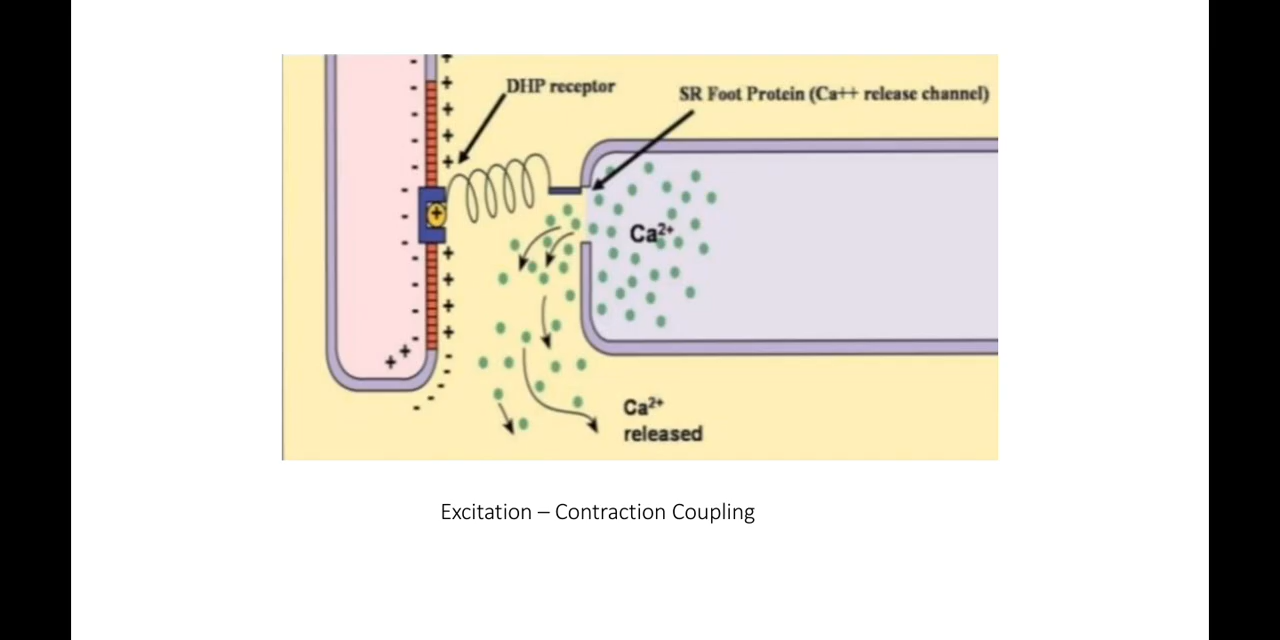 DHP receptor
SR Foot Protein (Ca++ release channel)
Ca²⁺
Ca²⁺
released
Excitation – Contraction Coupling